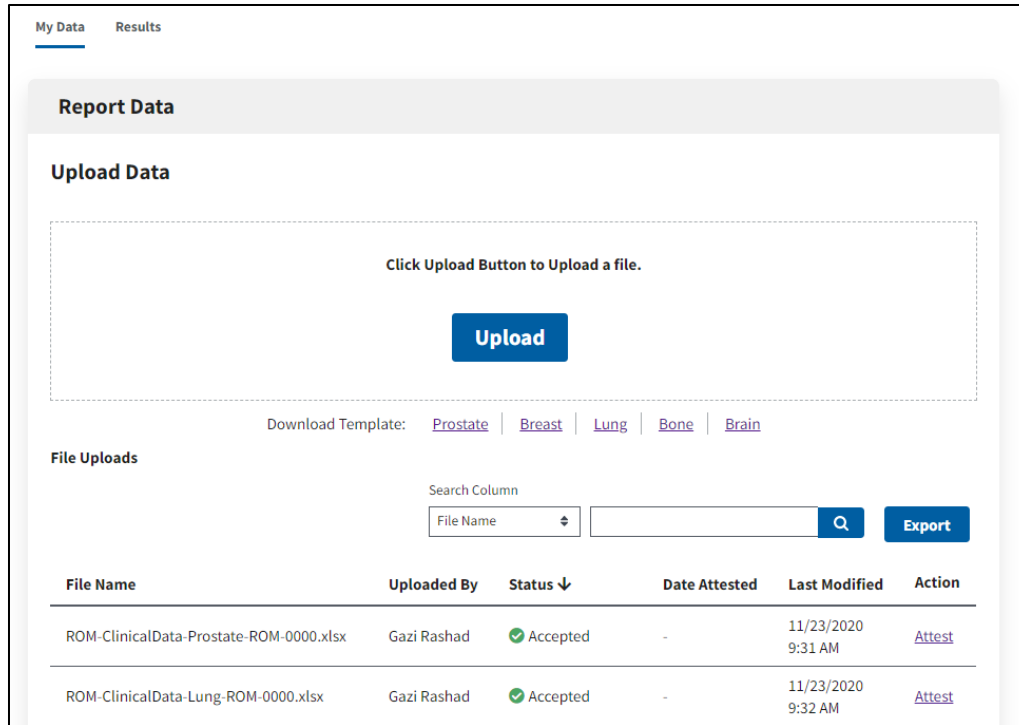 My Data Results
Report Data
Upload Data
Click Upload Button to Upload a file.
Upload
Download Template: Prostate Breast Lung Bone Brain
File Uploads
Search Column
File Name Export
File Name Uploaded By Status Date Attested Last Modified Action
ROM-ClinicalData-Prostate-ROM-0000.xlsx Gazi Rashad Accepted - 11/23/2020 9:31 AM Attest
ROM-ClinicalData-Lung-ROM-0000.xlsx Gazi Rashad Accepted - 11/23/2020 9:32 AM Attest